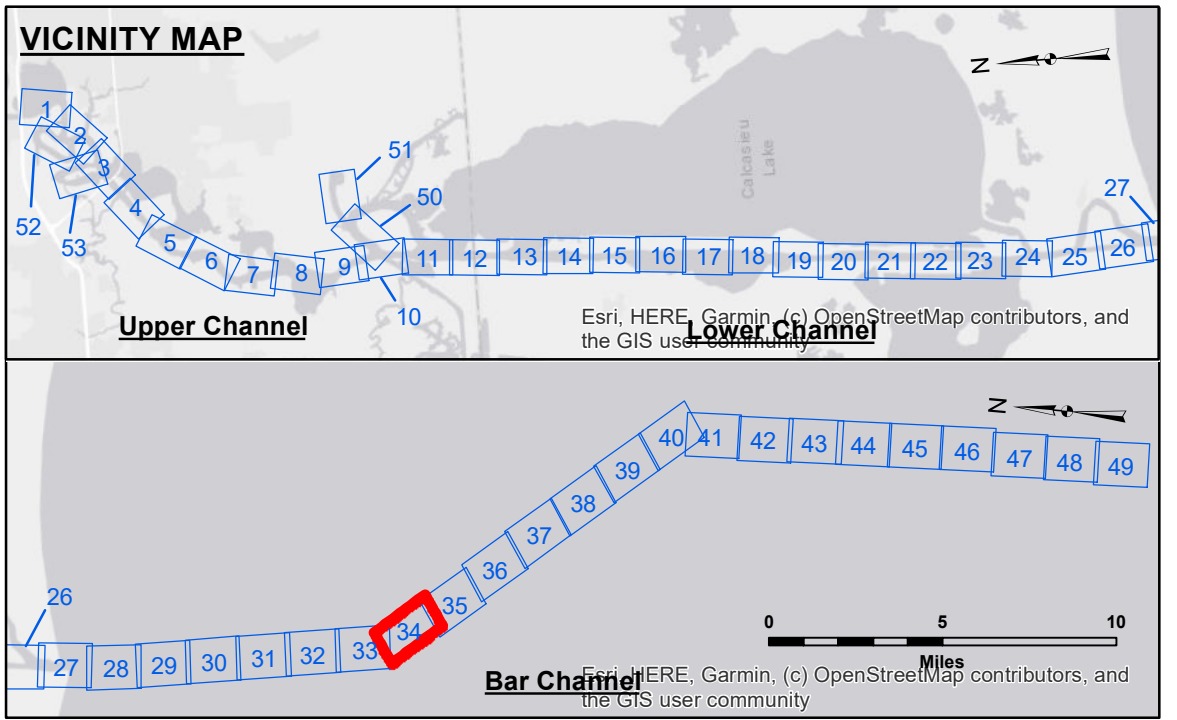 VICINITY MAP
N
1
2
3
52
53
4
5
6
7
8
9
51
50
10
11 12 13 14 15 16 17 18 19 20 21 22 23 24 25 26
27
Calcasieu
Lake
Upper Channel
Lower Channel
Esri, HERE, Garmin, (c) OpenStreetMap contributors, and
the GIS user community
N
26
27 28 29 30 31 32 33
34
35
36
37
38
39
40 41 42 43 44 45 46 47 48 49
0 5 10
Miles
Bar Channel
Esri, HERE, Garmin, (c) OpenStreetMap contributors, and
the GIS user community